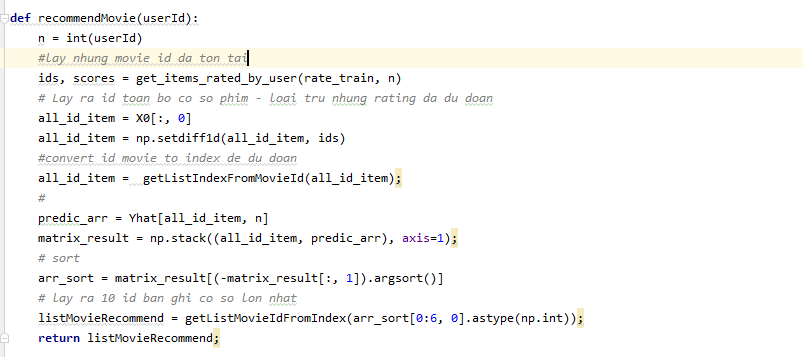 def recommendMovie(userId):
    n = int(userId)
    #lay nhung movie id da ton tai
    ids, scores = get_items_rated_by_user(rate_train, n)
    # Lay ra id toan bo co so phim - loai tru nhung rating da du doan
    all_id_item = X0[:, 0]
    all_id_item = np.setdiff1d(all_id_item, ids)
    #convert id movie to index de du doan
    all_id_item =  getListIndexFromMovieId(all_id_item);
    #
    predic_arr = Yhat[all_id_item, n]
    matrix_result = np.stack((all_id_item, predic_arr), axis=1);
    # sort
    arr_sort = matrix_result[(-matrix_result[:, 1]).argsort()]
    # lay ra 10 id ban ghi co so lon nhat
    listMovieRecommend = getListMovieIdFromIndex(arr_sort[0:6, 0].astype(np.int));
    return listMovieRecommend;